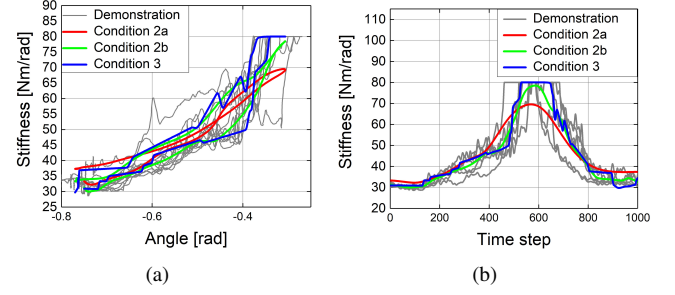 90
85
80
75
70
65
60
55
50
45
40
35
30
25
-0.8
-0.6
-0.4
Stiffness [Nm/rad]
Angle [rad]
Demonstration
Condition 2a
Condition 2b
Condition 3
(a)
110
100
90
80
70
60
50
40
30
20
0
200
400
600
800
1000
Stiffness [Nm/rad]
Time step
Demonstration
Condition 2a
Condition 2b
Condition 3
(b)